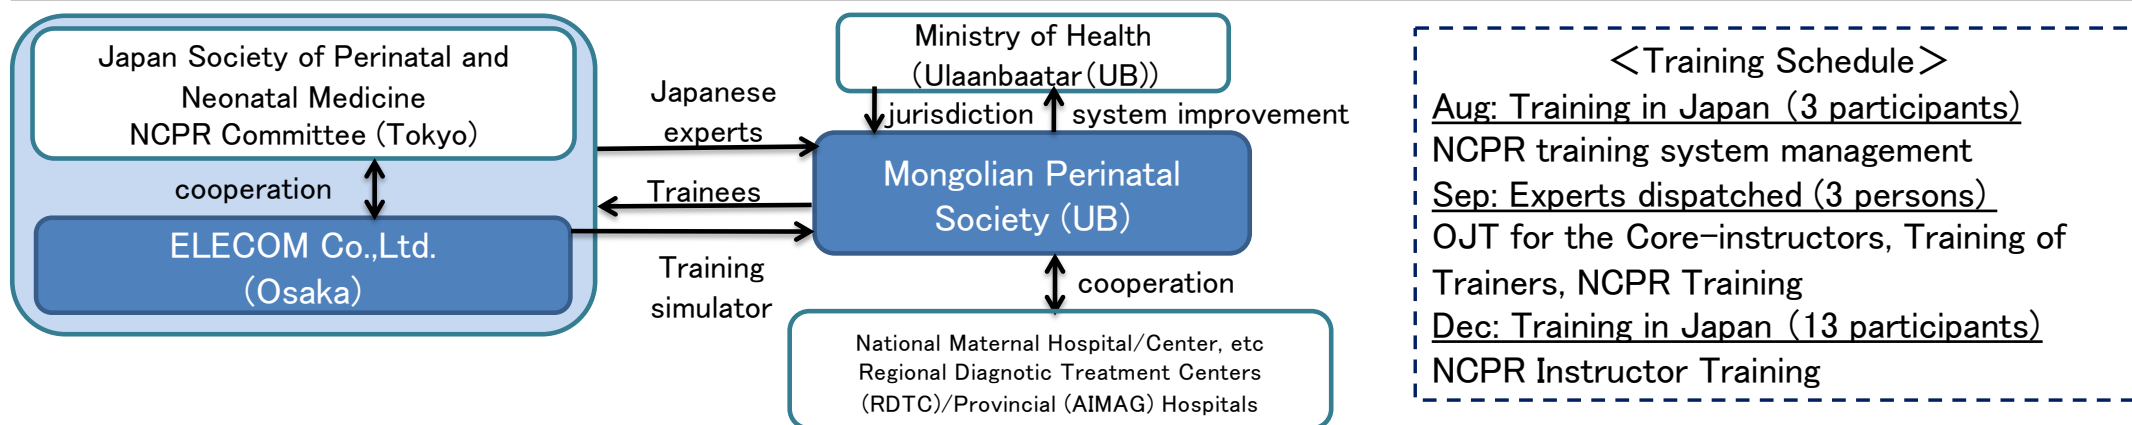 Japan Society of Perinatal and
Neonatal Medicine
NCPR Committee (Tokyo)
cooperation
ELECOM Co.,Ltd.
(Osaka)
Japanese
experts
Trainees
Training
simulator
Ministry of Health
(Ulaanbaatar(UB))
jurisdiction
system improvement
Mongolian Perinatal
Society (UB)
cooperation
National Maternal Hospital/Center, etc
Regional Diagnotic Treatment Centers
(RDTC)/Provincial (AIMAG) Hospitals
<Training Schedule>
Aug: Training in Japan (3 participants)
NCPR training system management
Sep: Experts dispatched (3 persons)
OJT for the Core-instructors, Training of
Trainers, NCPR Training
Dec: Training in Japan (13 participants)
NCPR Instructor Training